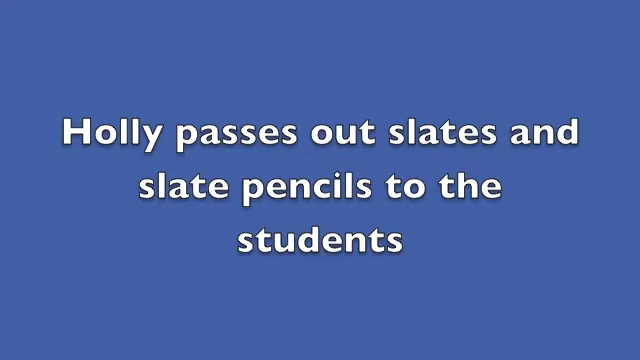 Holly passes out slates and
slate pencils to the
students